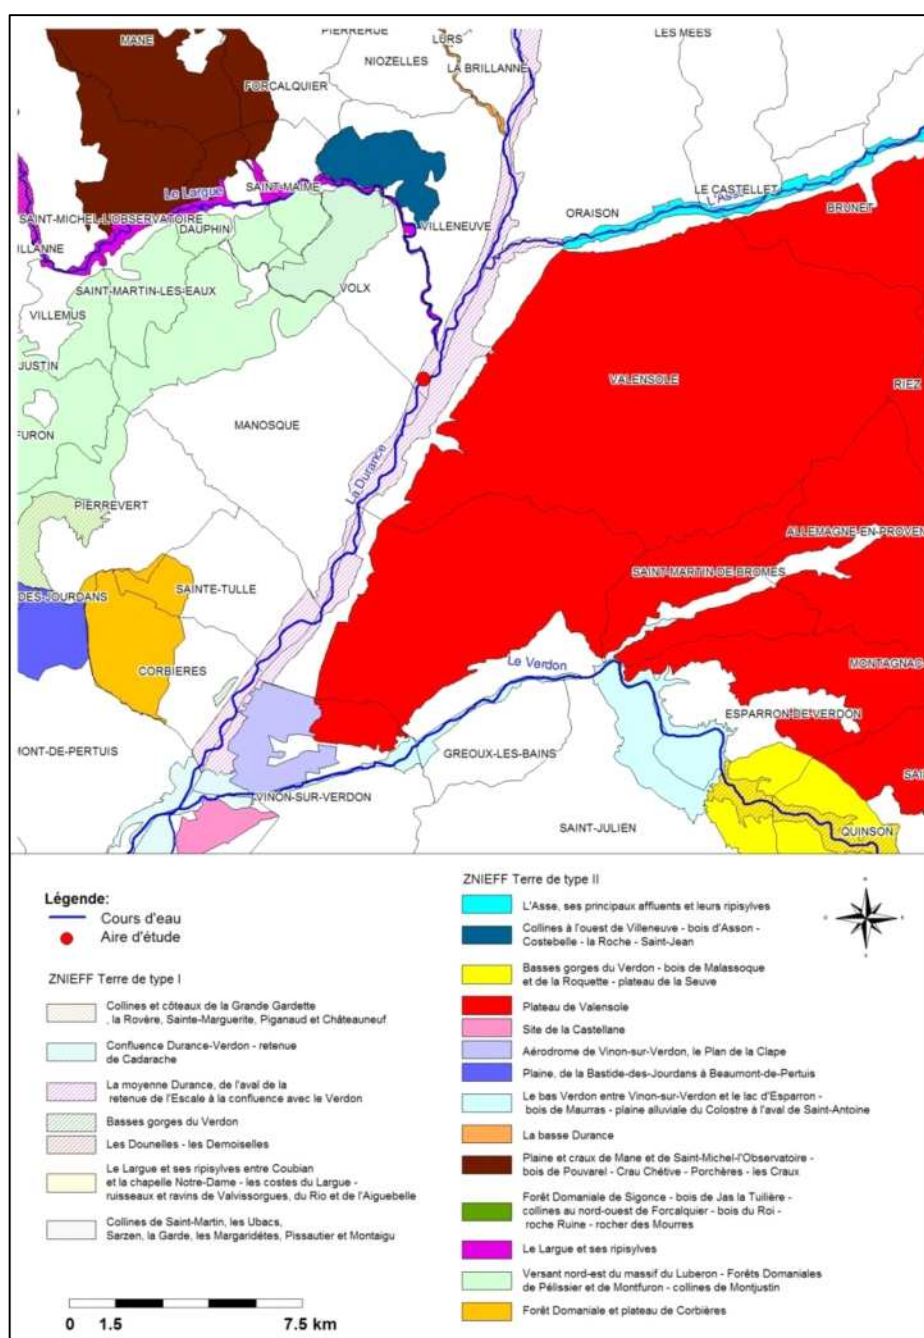 PIERRERUE
LURS
LES MEES
MANE
NIOZELLES
LA BRILLANNE
FORCALQUIER
Le Largue
SAINT-MAIME
LE CASTELLET
L'Asse
SAINT-MICHEL-L'OBSERVATOIRE
ORAISON
BRUNET
DAUPHIN
VILLENEUVE
ILLANNE
SAINT-MARTIN-LES-EAUX
VOLX
VILLEMUS
JUSTIN
VALENSOLE
RIEZ
MANOSQUE
FURON
La Durance
PIERREVERT
ALLEMAGNE-EN-PROVEN
SAINT-MARTIN-DE-BROMES
DES-JOURDANS
SAINTE-TULLE
CORBIERES
Le Verdon
MONTAGNAC
ESPARRON DE VERDON
MONT-DE-PERTUIS
GREOUX-LES-BAINS
SAI
VINON-SUR-VERDON
SAINT-JULIEN
QUINSON
Légende:
Cours d'eau
Aire d'étude
ZNIEFF Terre de type I
Collines et côteaux de la Grande Gardette
, la Rovère, Sainte-Marguerite, Piganaud et Châteauneuf
Confluence Durance-Verdon - retenue
de Cadarache
La moyenne Durance, de l'aval de la
retenue de l'Escale à la confluence avec le Verdon
Basses gorges du Verdon
Les Dounelles - les Demoiselles
Le Largue et ses ripisylves entre Coubian
et la chapelle Notre-Dame - les costes du Largue -
ruisseaux et ravins de Valvissorgues, du Rio et de l'Aiguebelle
Collines de Saint-Martin, les Ubacs,
Sarzen, la Garde, les Margaridètes, Pissautier et Montaigu
0 1.5 7.5 km
ZNIEFF Terre de type II
L'Asse, ses principaux affluents et leurs ripisylves
Collines à l'ouest de Villeneuve - bois d'Asson -
Costebelle - la Roche - Saint-Jean
Basses gorges du Verdon - bois de Malassoque
et de la Roquette - plateau de la Seuve
Plateau de Valensole
Site de la Castellane
Aérodrome de Vinon-sur-Verdon, le Plan de la Clape
Plaine, de la Bastide-des-Jourdans à Beaumont-de-Pertuis
Le bas Verdon entre Vinon-sur-Verdon et le lac d'Esparron -
bois de Maurras - plaine alluviale du Colostre à l'aval de Saint-Antoine
La basse Durance
Plaine et craux de Mane et de Saint-Michel-l'Observatoire -
bois de Pouvarel - Crau Chétive - Porchères - les Craux
Forêt Domaniale de Sigonce - bois de Jas la Tuilière -
collines au nord-ouest de Forcalquier - bois du Roi -
roche Ruine - rocher des Mourres
Le Largue et ses ripisylves
Versant nord-est du massif du Luberon - Forêts Domaniales
de Pélissier et de Montfuron - collines de Montjustin
Forêt Domaniale et plateau de Corbières